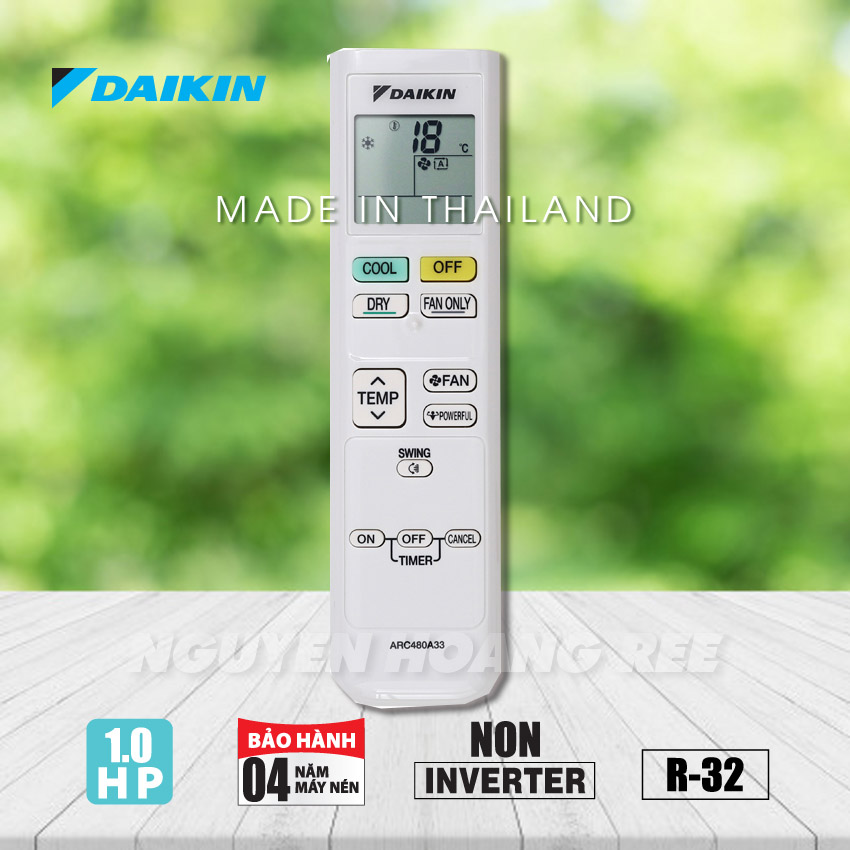 DAIKIN
DAIKIN
18 °C
A
MADE IN THAILAND
COOL OFF
DRY FAN ONLY
TEMP FAN
POWERFUL
SWING
ON OFF CANCEL
TIMER
ARC480A33
NGUYEN HOANG REE
1.0
HP
BẢO HÀNH
04 NĂM
MÁY NÉN
NON
INVERTER
R-32